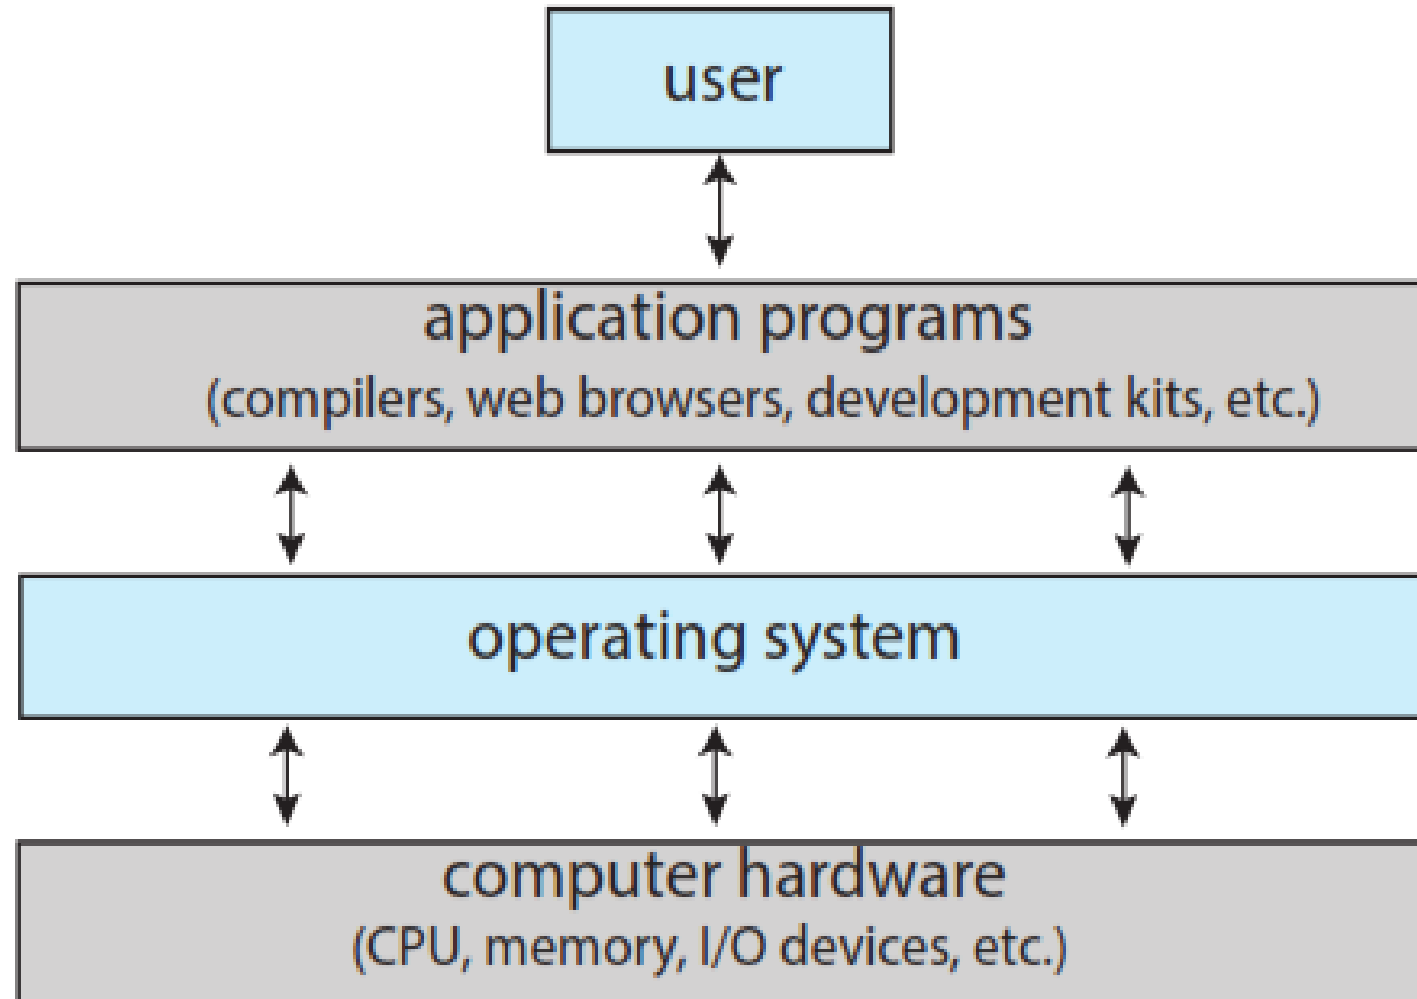 user
application programs
(compilers, web browsers, development kits, etc.)
operating system
computer hardware
(CPU, memory, I/O devices, etc.)